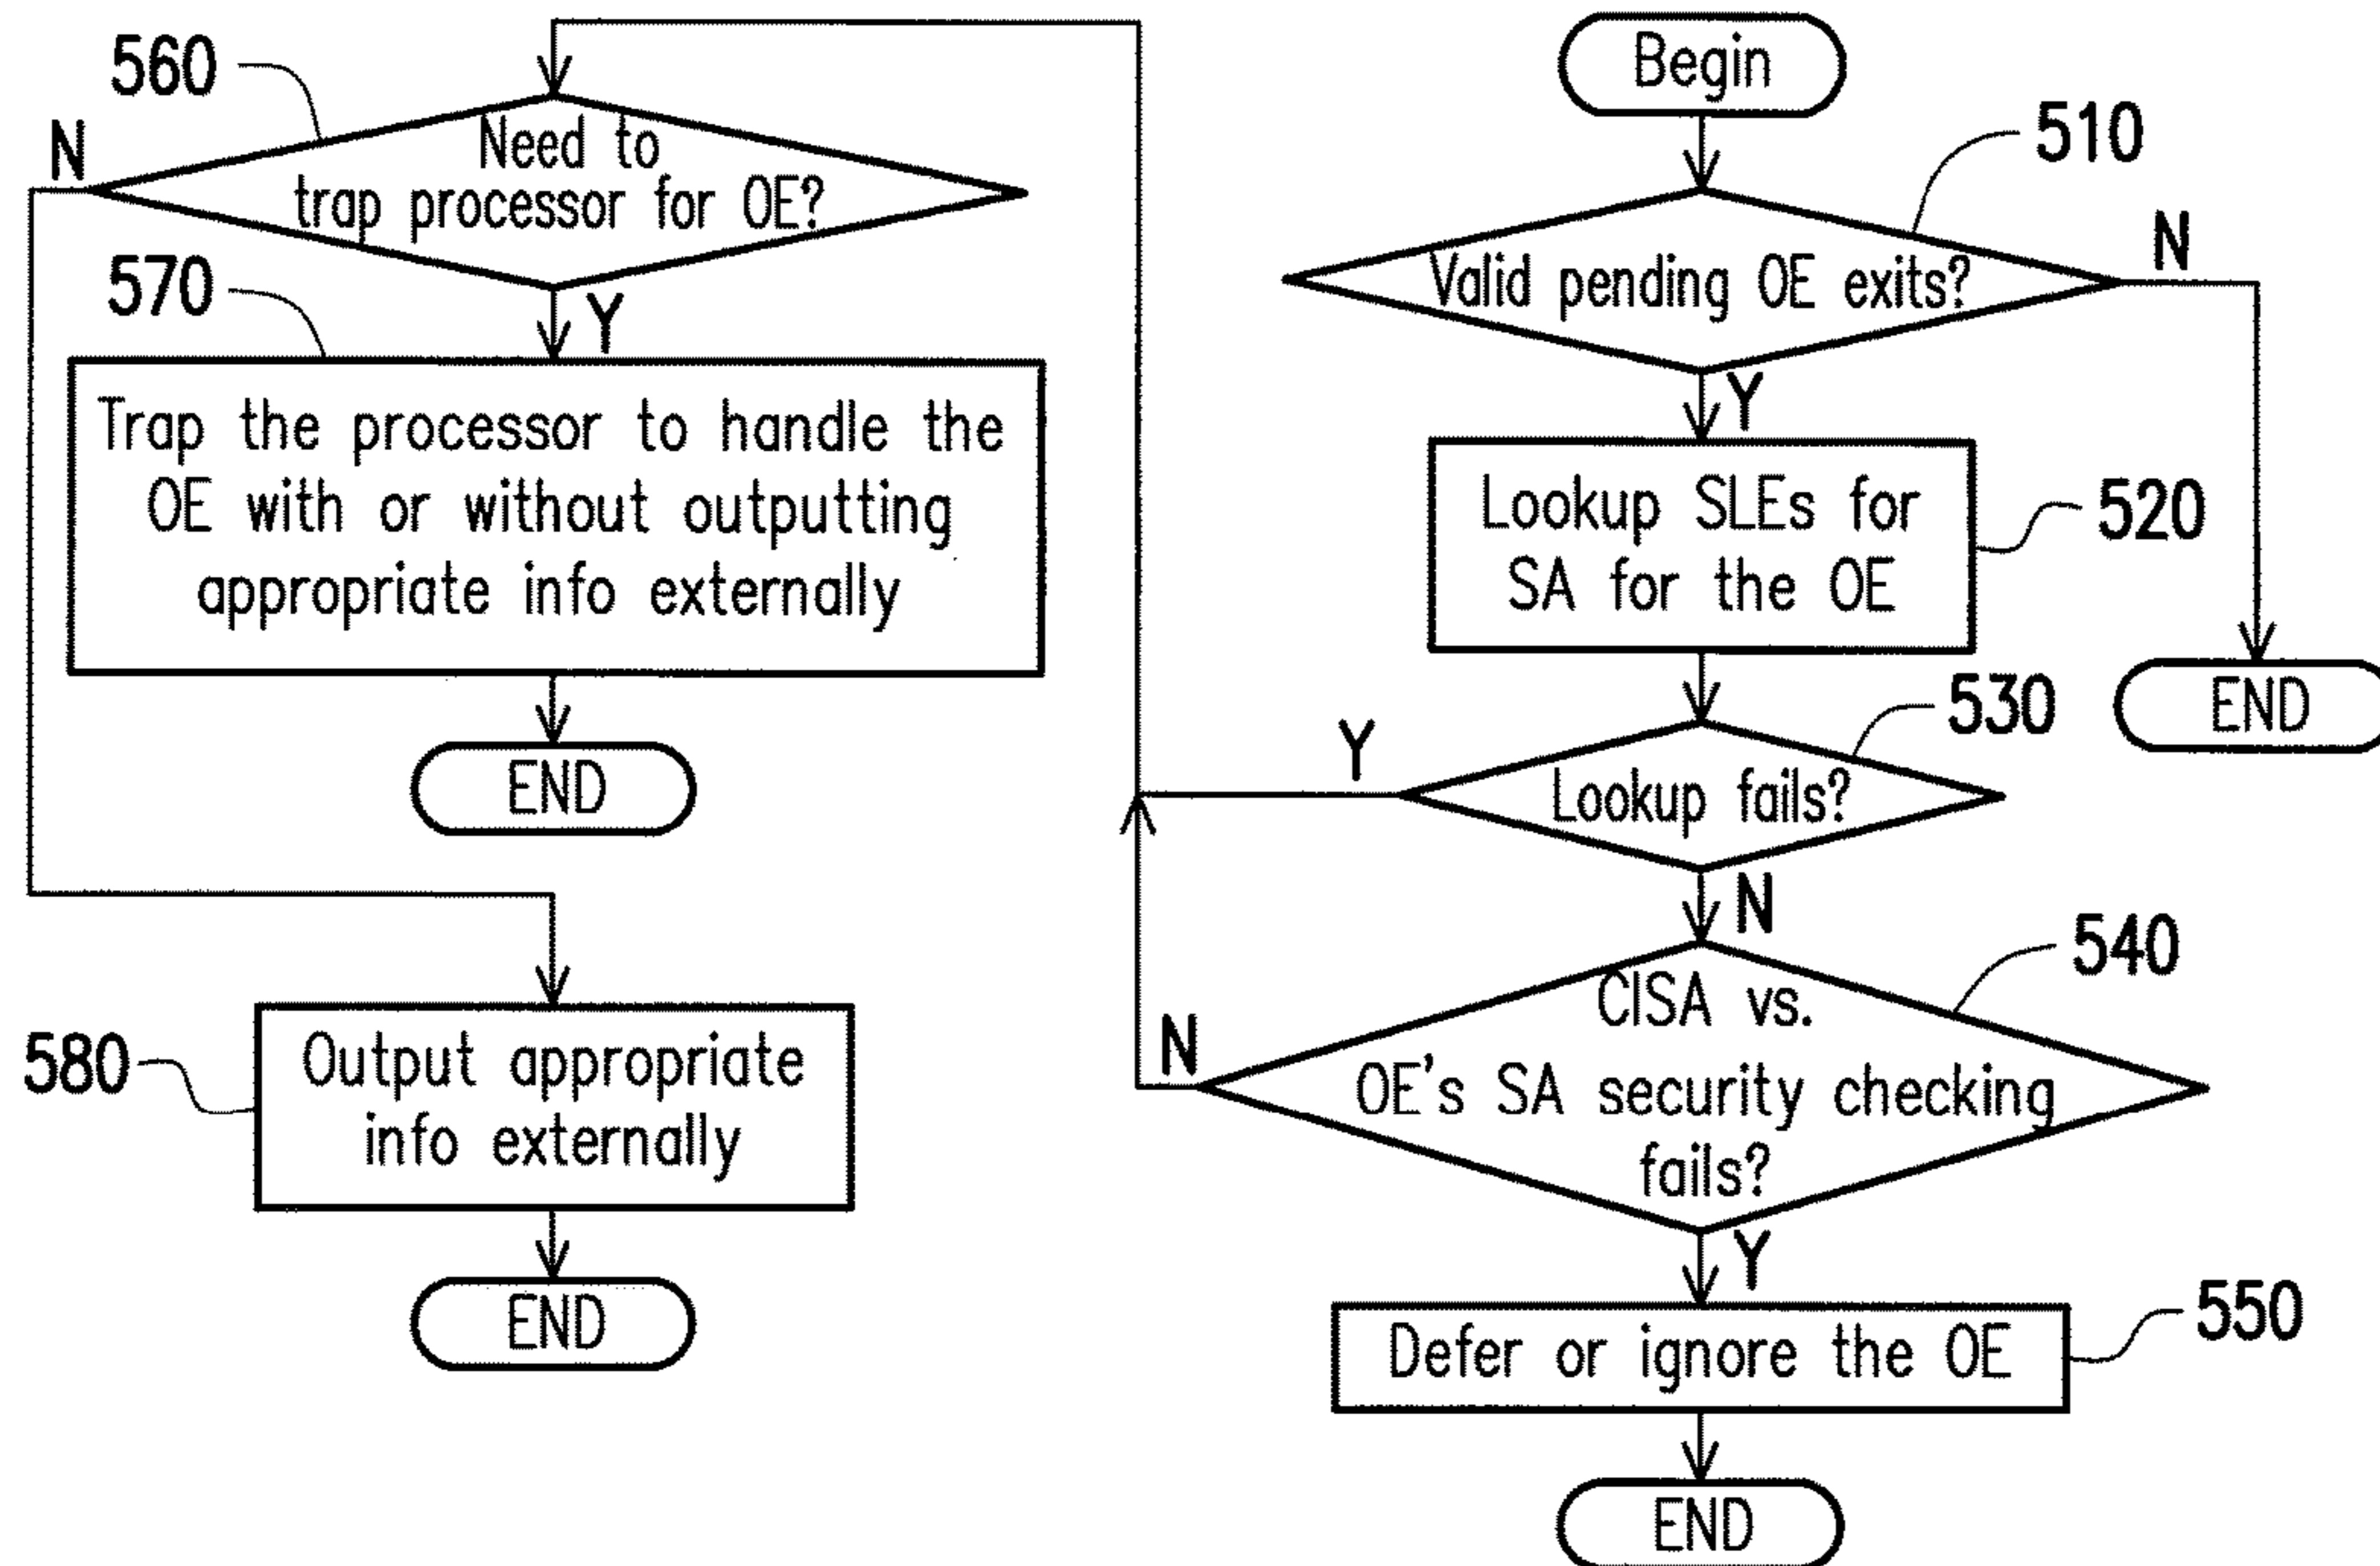 Begin
510
Valid pending OE exits?
N
Y
Lookup SLEs for
SA for the OE
520
END
530
Lookup fails?
Y
N
540
CISA vs.
OE's SA security checking
fails?
N
Y
550
Defer or ignore the OE
END
560
Need to
trap processor for OE?
N
Y
570
Trap the processor to handle the
OE with or without outputting
appropriate info externally
END
580
Output appropriate
info externally
END